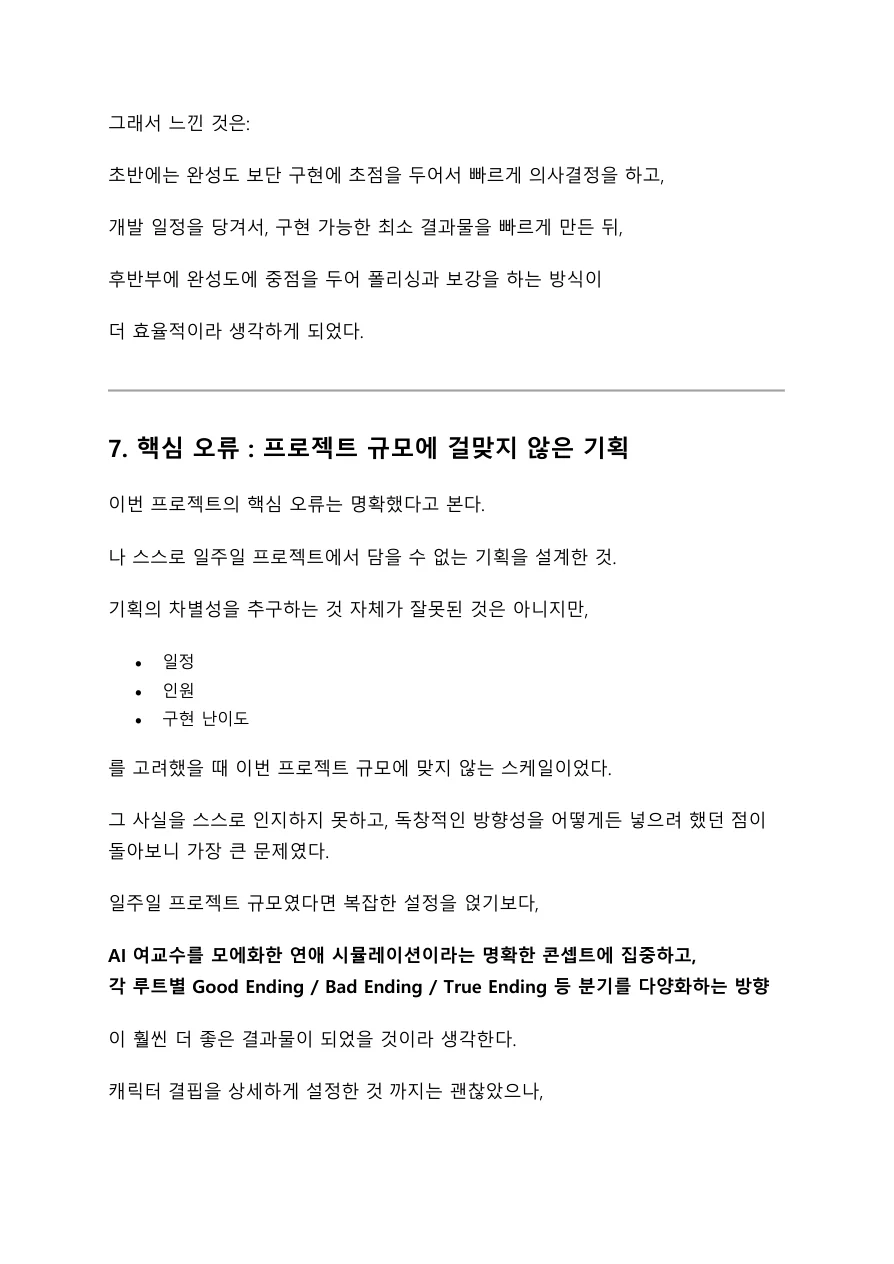 그래서 느낀 것은:
초반에는 완성도 보단 구현에 초점을 두어서 빠르게 의사결정을 하고,
개발 일정을 당겨서, 구현 가능한 최소 결과물을 빠르게 만든 뒤,
후반부에 완성도에 중점을 두어 폴리싱과 보강을 하는 방식이
더 효율적이라 생각하게 되었다.
7. 핵심 오류 : 프로젝트 규모에 걸맞지 않은 기획
이번 프로젝트의 핵심 오류는 명확했다고 본다.
나 스스로 일주일 프로젝트에서 담을 수 없는 기획을 설계한 것.
기획의 차별성을 추구하는 것 자체가 잘못된 것은 아니지만,
• 일정
• 인원
• 구현 난이도
를 고려했을 때 이번 프로젝트 규모에 맞지 않는 스케일이었다.
그 사실을 스스로 인지하지 못하고, 독창적인 방향성을 어떻게든 넣으려 했던 점이
돌아보니 가장 큰 문제였다.
일주일 프로젝트 규모였다면 복잡한 설정을 얹기보다,
AI 여교수를 모에화한 연애 시뮬레이션이라는 명확한 콘셉트에 집중하고,
각 루트별 Good Ending / Bad Ending / True Ending 등 분기를 다양화하는 방향
이 훨씬 더 좋은 결과물이 되었을 것이라 생각한다.
캐릭터 결핍을 상세하게 설정한 것 까지는 괜찮았으나,